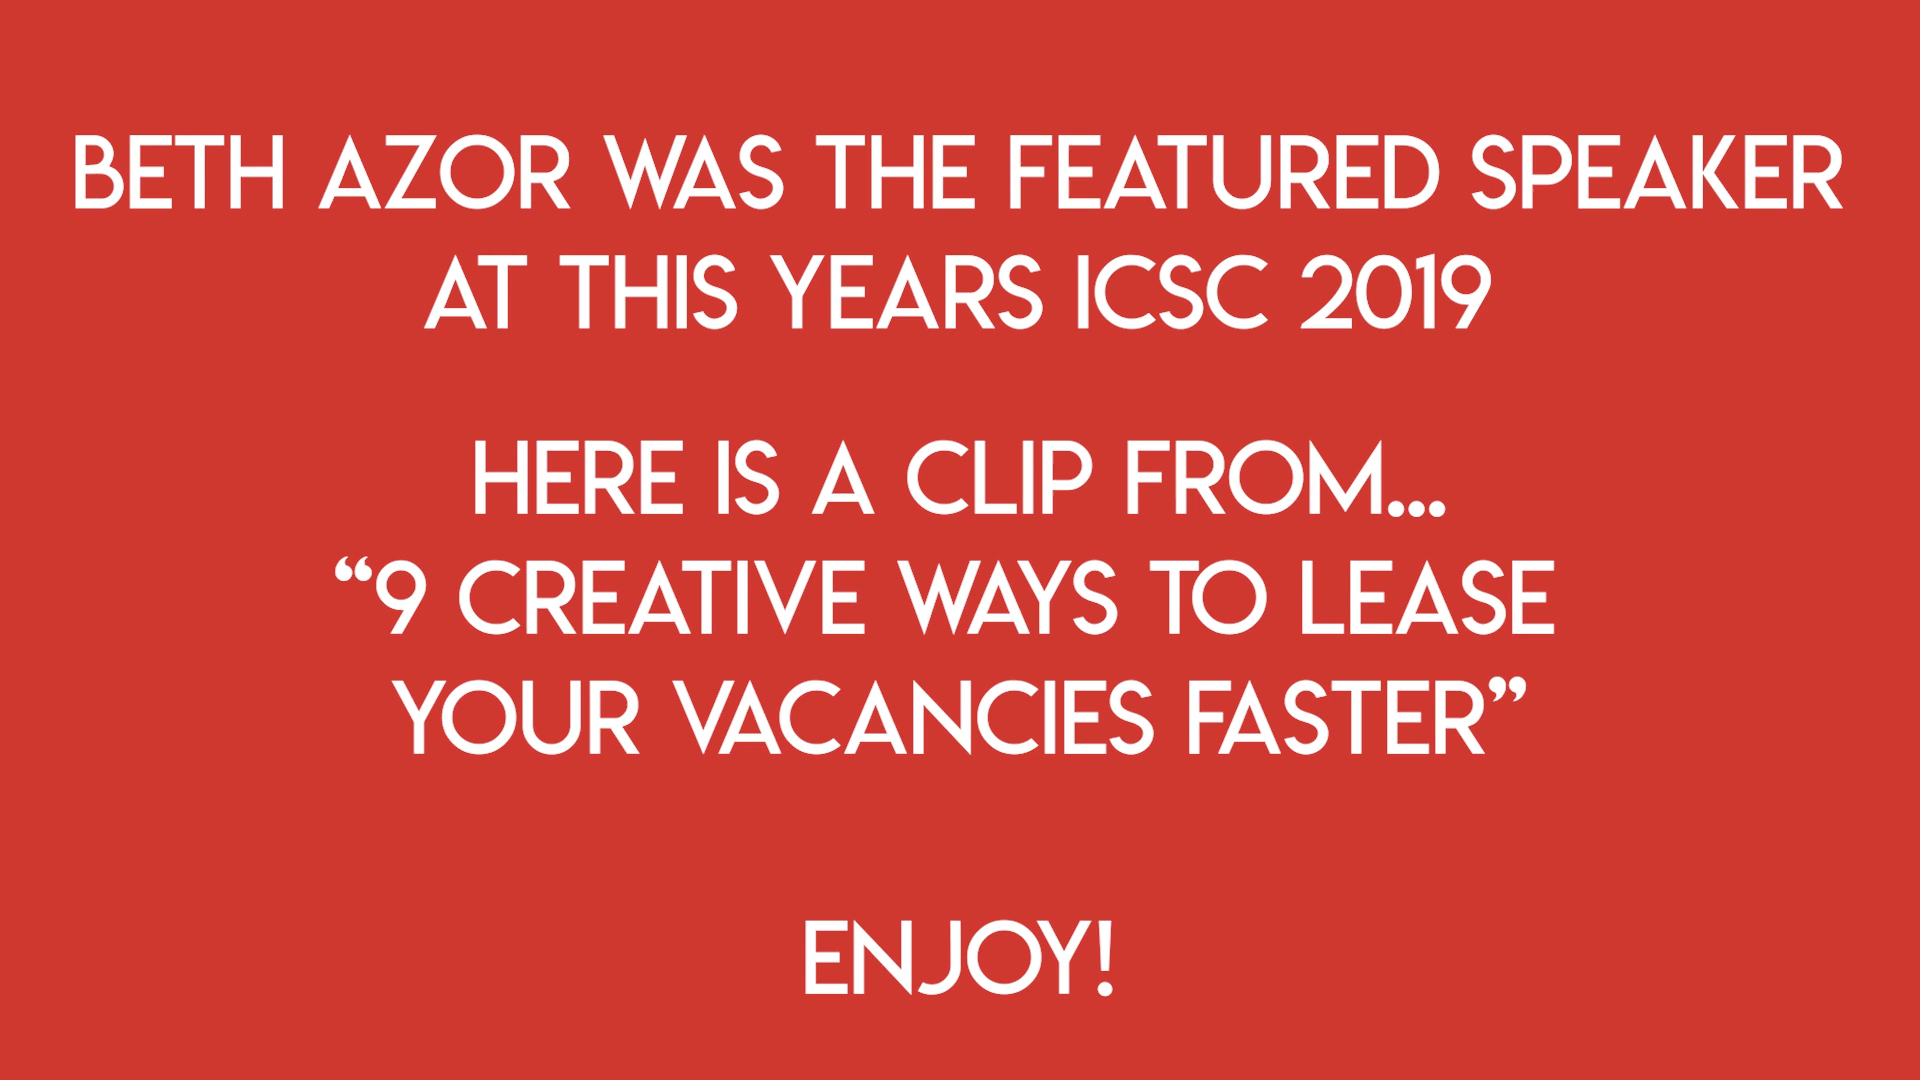 BETH AZOR WAS THE FEATURED SPEAKER
AT THIS YEARS ICSC 2019
HERE IS A CLIP FROM...
“9 CREATIVE WAYS TO LEASE
YOUR VACANCIES FASTER”
ENJOY!